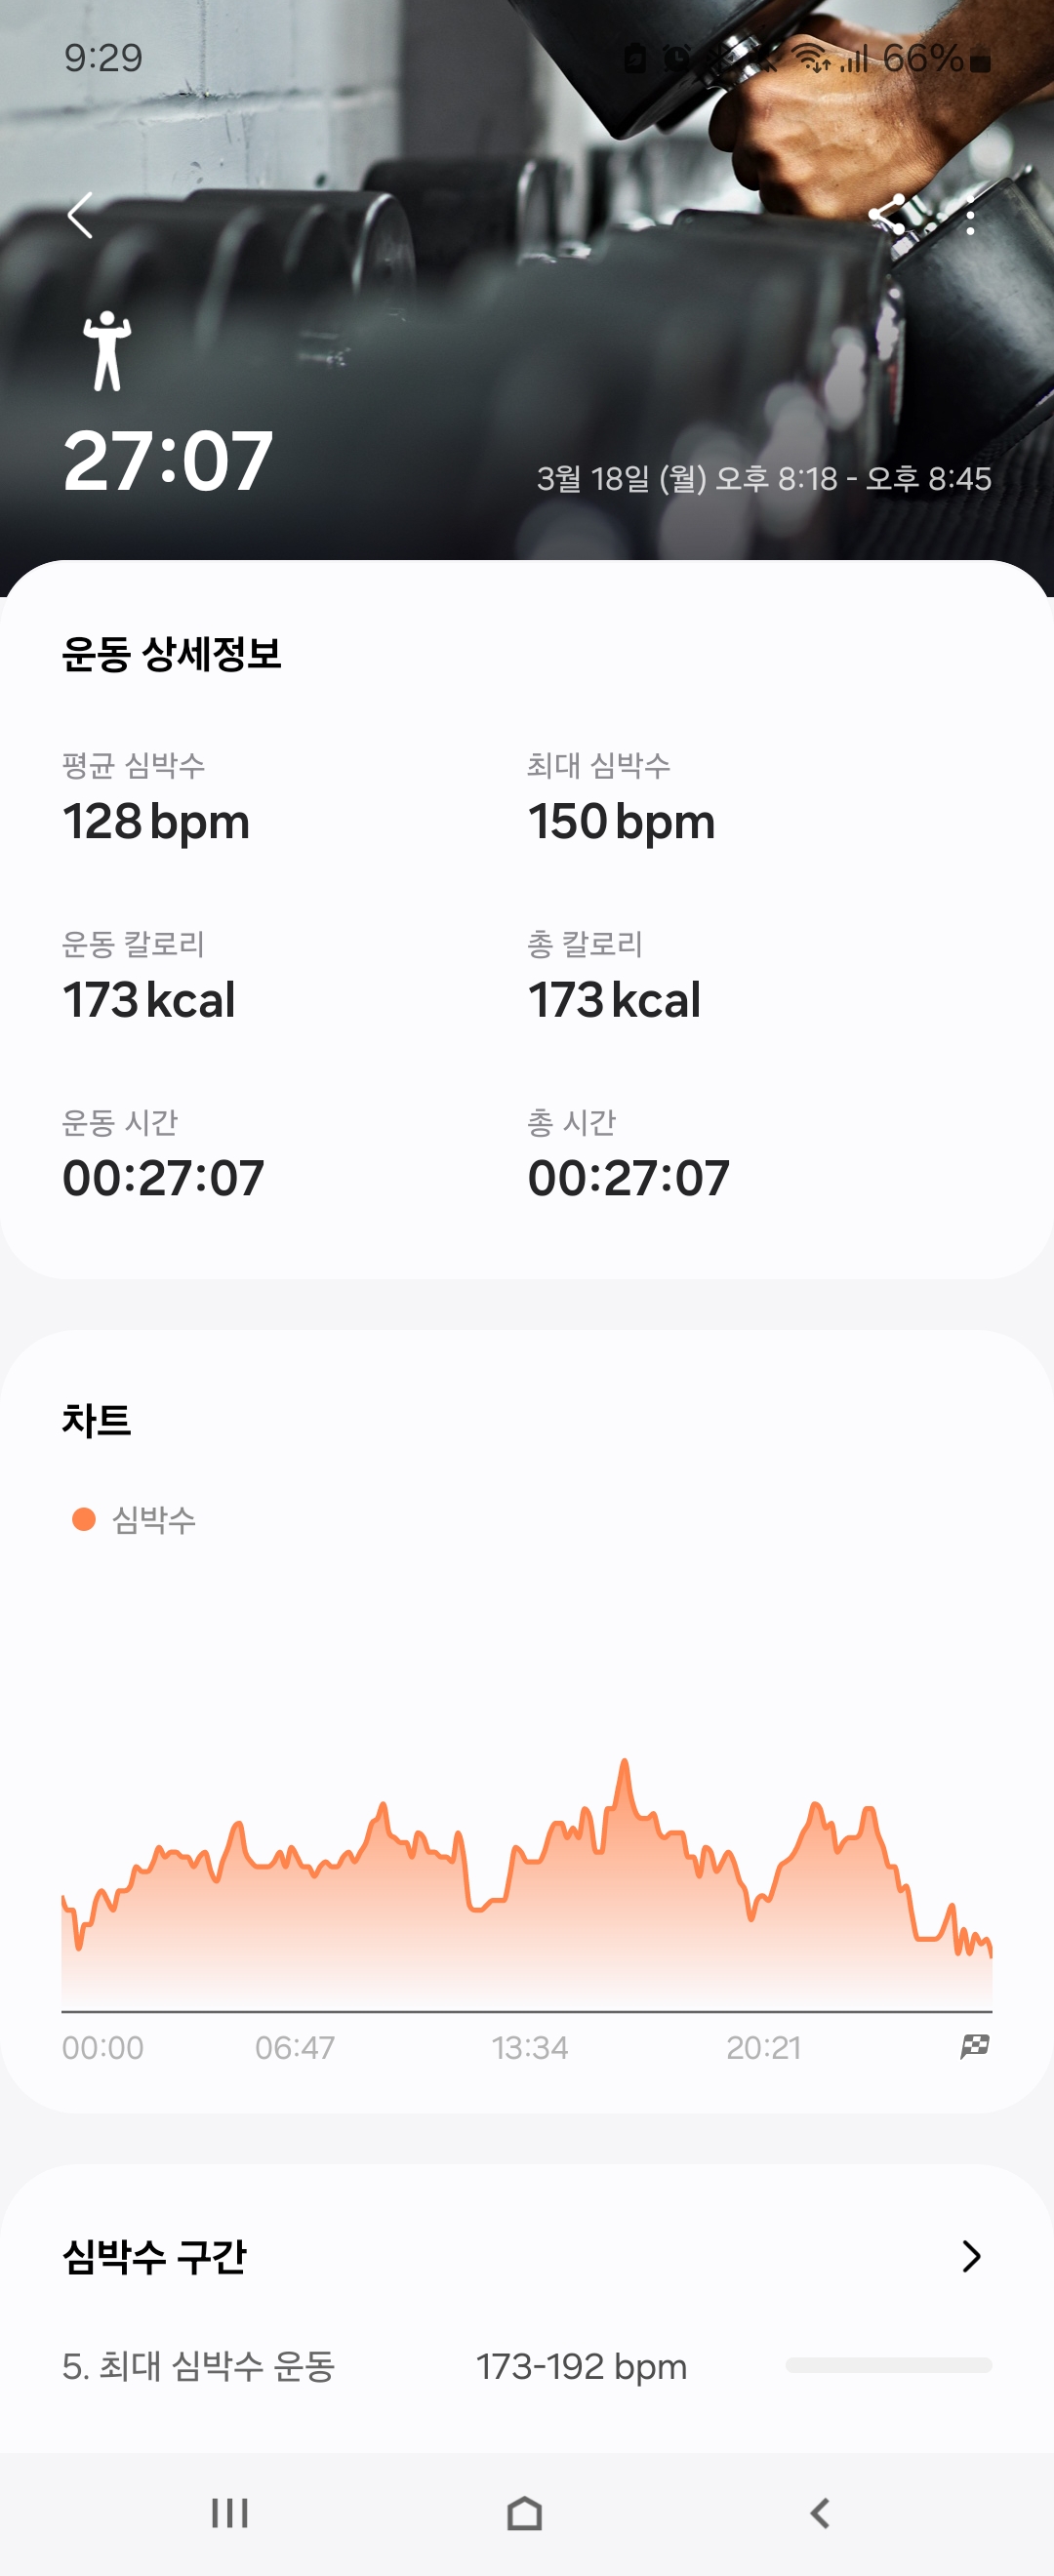 9:29 66%
27:07
3월 18일 (월) 오후 8:18 - 오후 8:45
운동 상세정보
평균 심박수 최대 심박수
128 bpm 150 bpm
운동 칼로리 총 칼로리
173 kcal 173 kcal
운동 시간 총 시간
00:27:07 00:27:07
차트
심박수
00:00 06:47 13:34 20:21
심박수 구간
5. 최대 심박수 운동 173-192 bpm